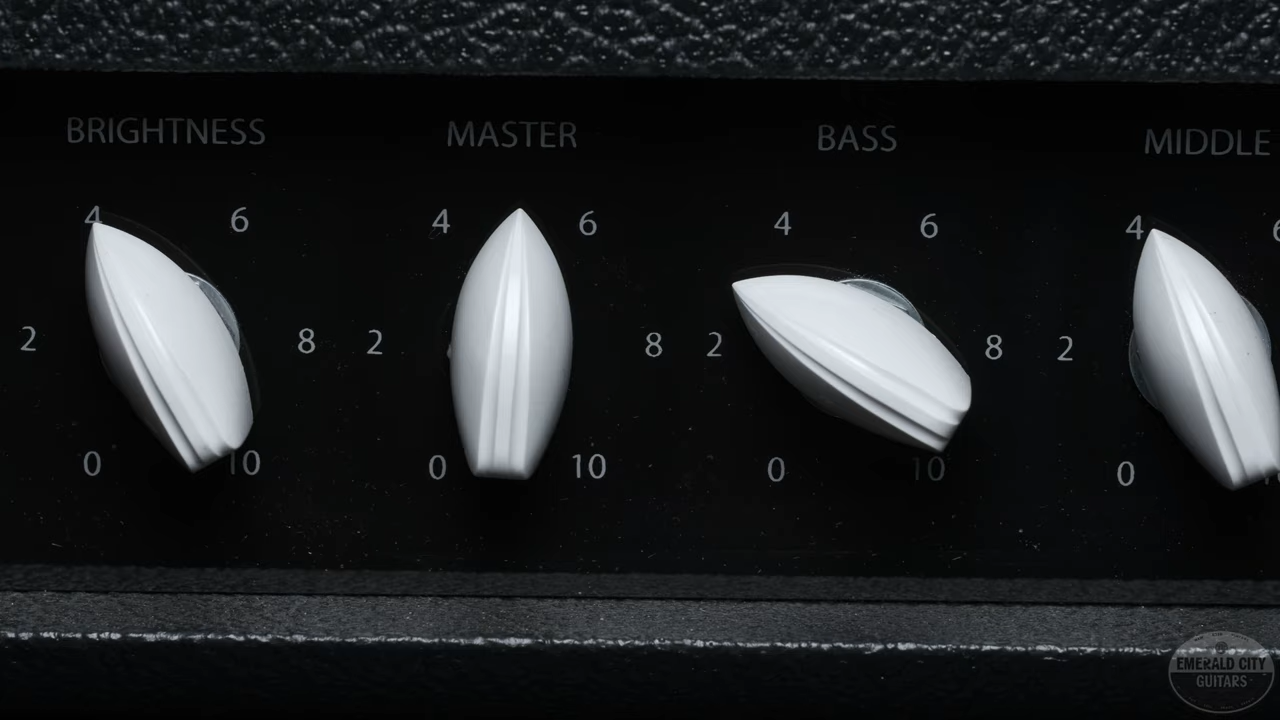 BRIGHTNESS MASTER BASS MIDDLE
4 6 4 6 4 6 4 6
2 8 2 8 2 8 2
0 10 0 10 0 10 0
EMERALD CITY
GUITARS